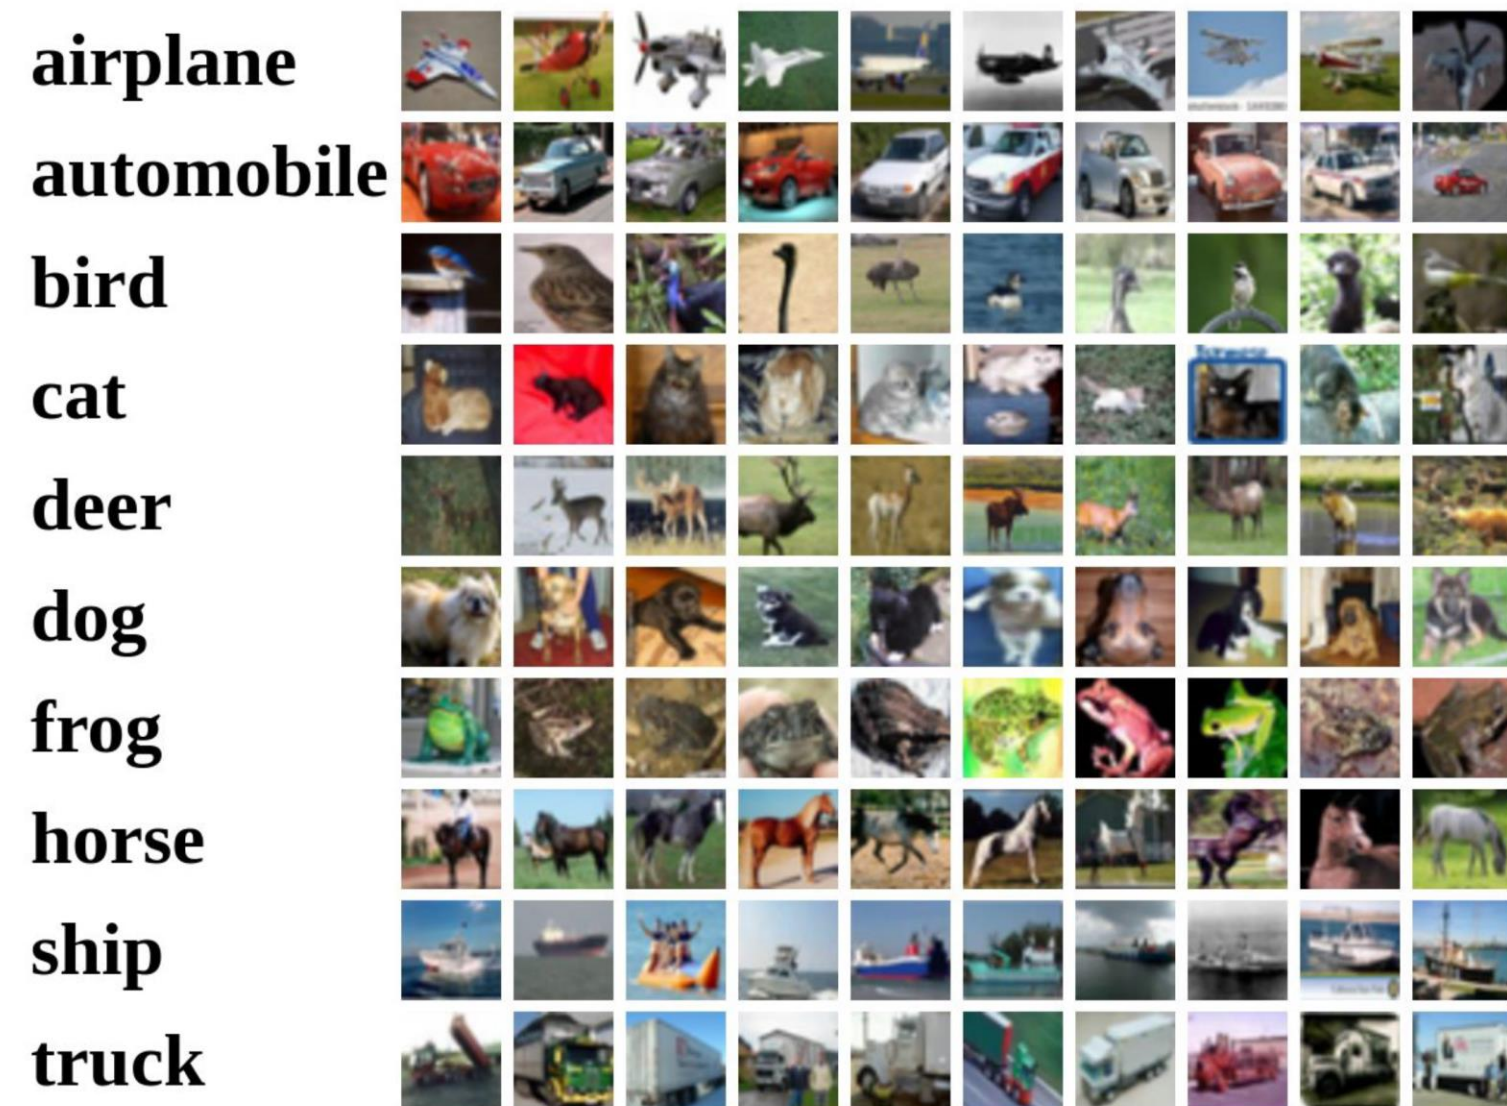 airplane
automobile
bird
cat
deer
dog
frog
horse
ship
truck